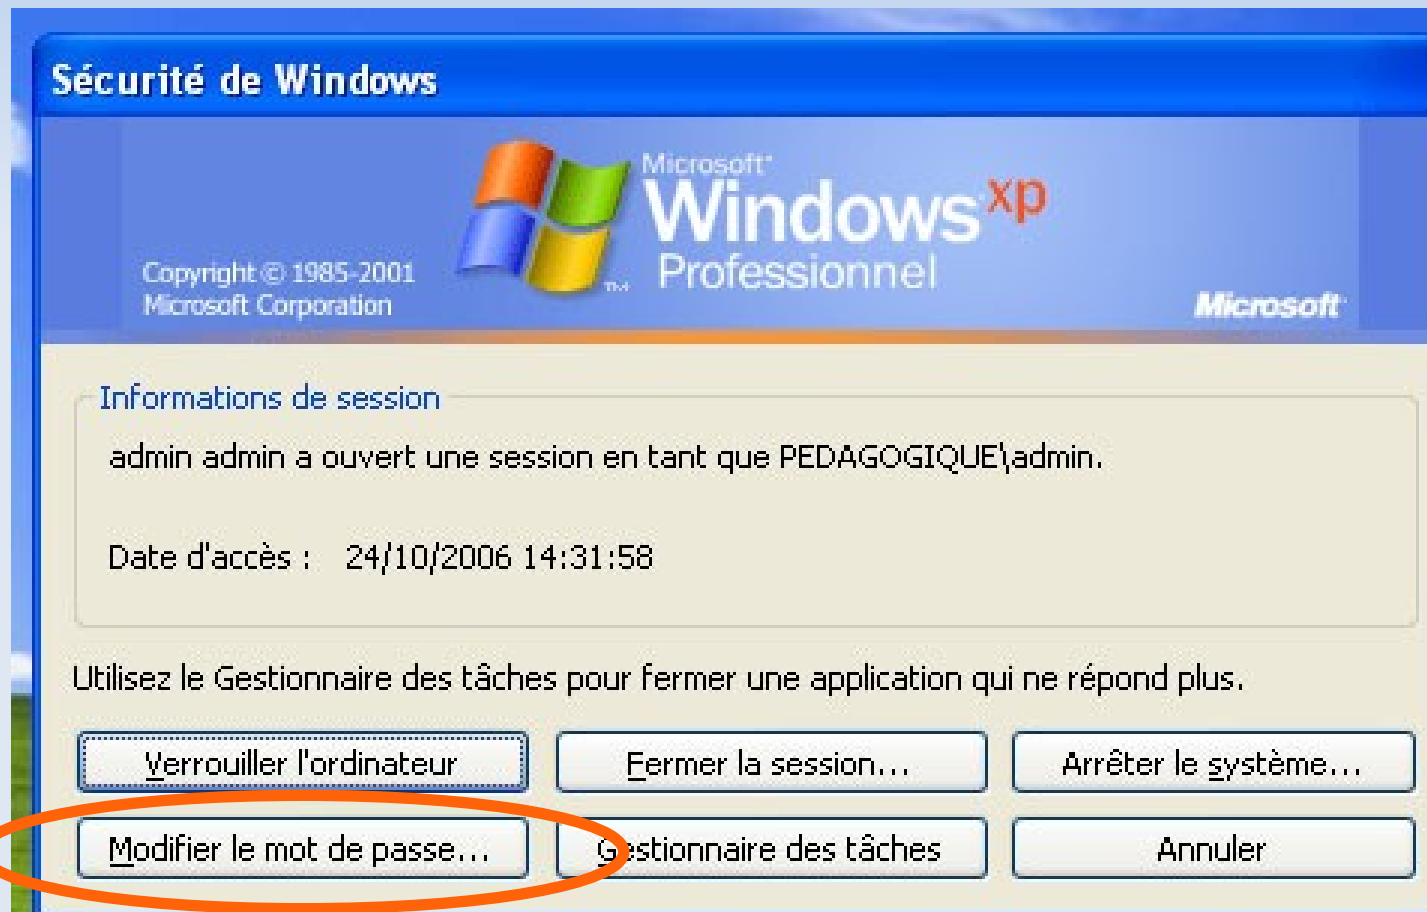 Sécurité de Windows
Microsoft®
Windows xp
Professionnel
TM
Copyright © 1985-2001
Microsoft Corporation
Microsoft®
Informations de session
admin admin a ouvert une session en tant que PEDAGOGIQUE\admin.
Date d'accès : 24/10/2006 14:31:58
Utilisez le Gestionnaire des tâches pour fermer une application qui ne répond plus.
Verrouiller l'ordinateur
Fermer la session...
Arrêter le système...
Modifier le mot de passe...
Gestionnaire des tâches
Annuler